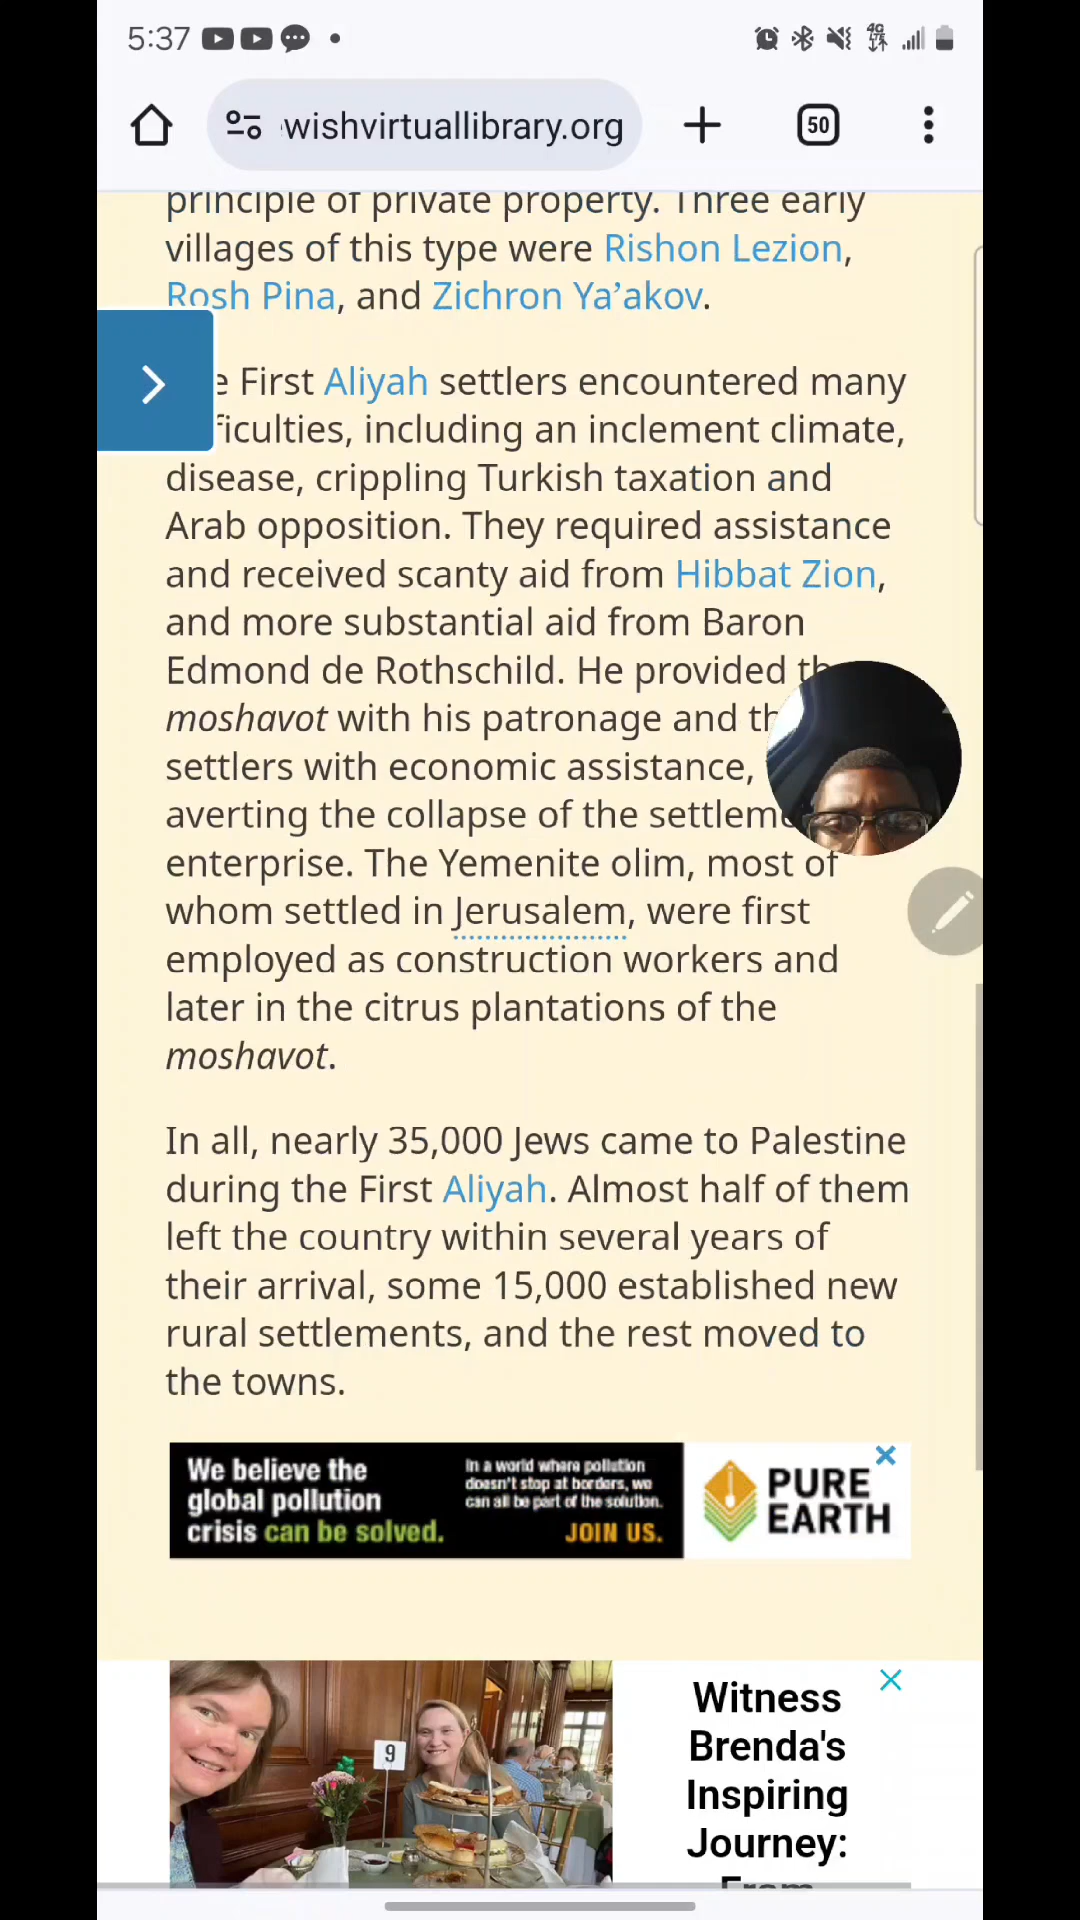 5:37
4G
wishvirtuallibrary.org
50
principle of private property. Three early
villages of this type were Rishon Lezion,
Rosh Pina, and Zichron Ya’akov.
e First Aliyah settlers encountered many
ficulties, including an inclement climate,
disease, crippling Turkish taxation and
Arab opposition. They required assistance
and received scanty aid from Hibbat Zion,
and more substantial aid from Baron
Edmond de Rothschild. He provided th
moshavot with his patronage and th
settlers with economic assistance,
averting the collapse of the settleme
enterprise. The Yemenite olim, most of
whom settled in Jerusalem, were first
employed as construction workers and
later in the citrus plantations of the
moshavot.
In all, nearly 35,000 Jews came to Palestine
during the First Aliyah. Almost half of them
left the country within several years of
their arrival, some 15,000 established new
rural settlements, and the rest moved to
the towns.
We believe the
global pollution
crisis can be solved.
In a world where pollution
doesn't stop at borders, we
can all be part of the solution.
JOIN US.
PURE
EARTH
9
Witness
Brenda's
Inspiring
Journey:
From